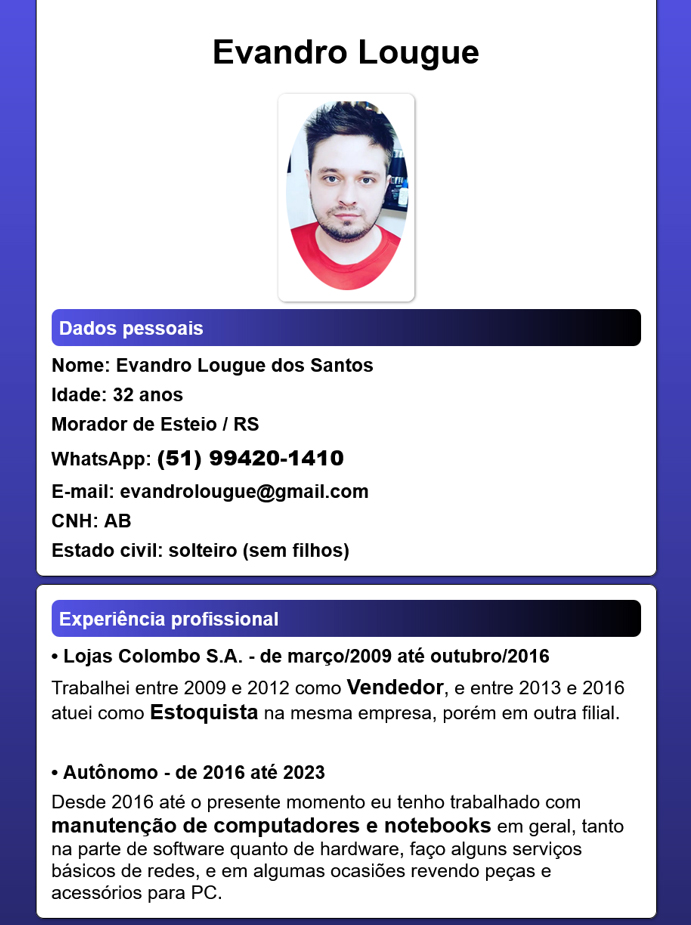 Evandro Lougue
Dados pessoais
Nome: Evandro Lougue dos Santos
Idade: 32 anos
Morador de Esteio / RS
WhatsApp: (51) 99420-1410
E-mail: evandrolougue@gmail.com
CNH: AB
Estado civil: solteiro (sem filhos)
Experiência profissional
• Lojas Colombo S.A. - de março/2009 até outubro/2016
Trabalhei entre 2009 e 2012 como Vendedor, e entre 2013 e 2016
atuei como Estoquista na mesma empresa, porém em outra filial.
• Autônomo - de 2016 até 2023
Desde 2016 até o presente momento eu tenho trabalhado com
manutenção de computadores e notebooks em geral, tanto
na parte de software quanto de hardware, faço alguns serviços
básicos de redes, e em algumas ocasiões revendo peças e
acessórios para PC.